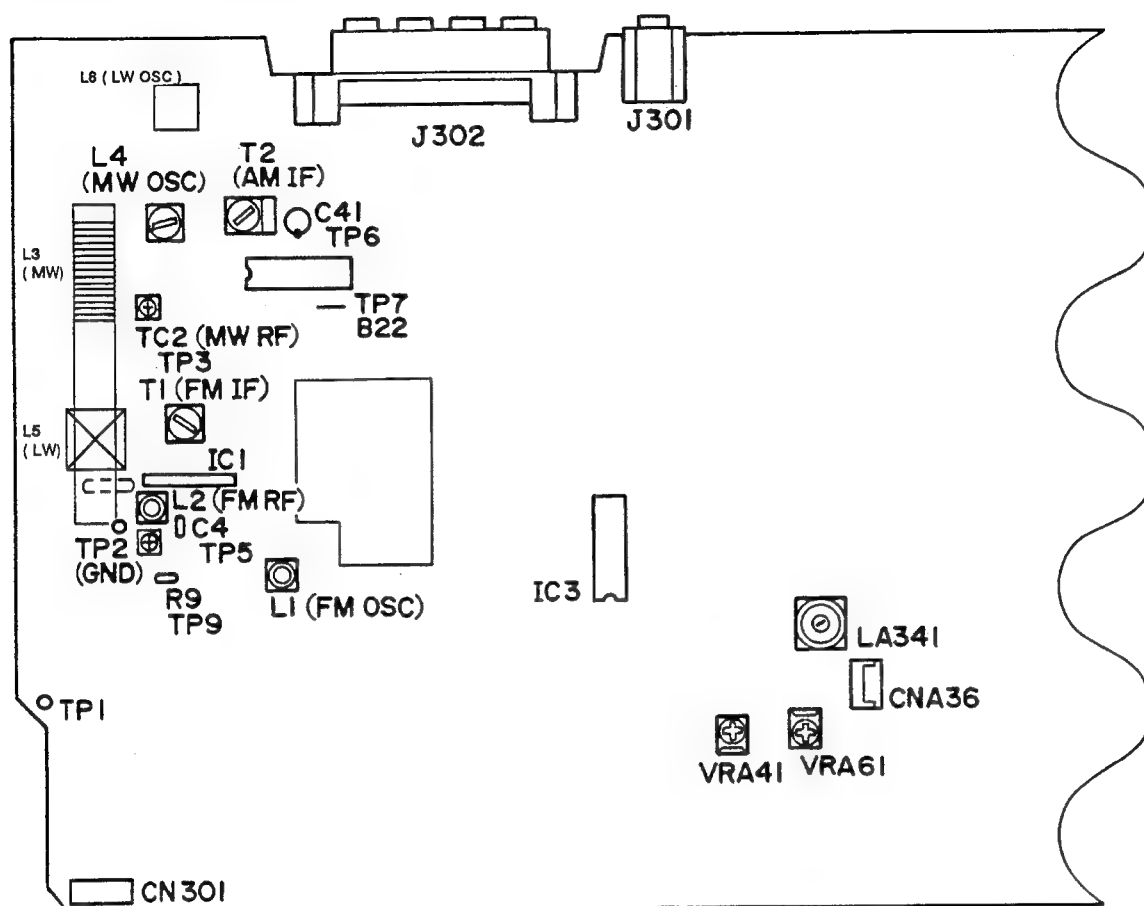 L6 ( LW OSC )
J302
J301
L4
(MW OSC)
T2
(AM IF)
C41
TP6
L3
( MW)
TP7
B22
TC2 (MW RF)
TP3
T1 (FM IF)
L5
( LW)
IC1
L2 (FM RF)
C4
TP5
TP2
(GND)
R9
TP9
L1 (FM OSC)
IC3
LA341
CNA36
TP1
VRA41
VRA61
CN301